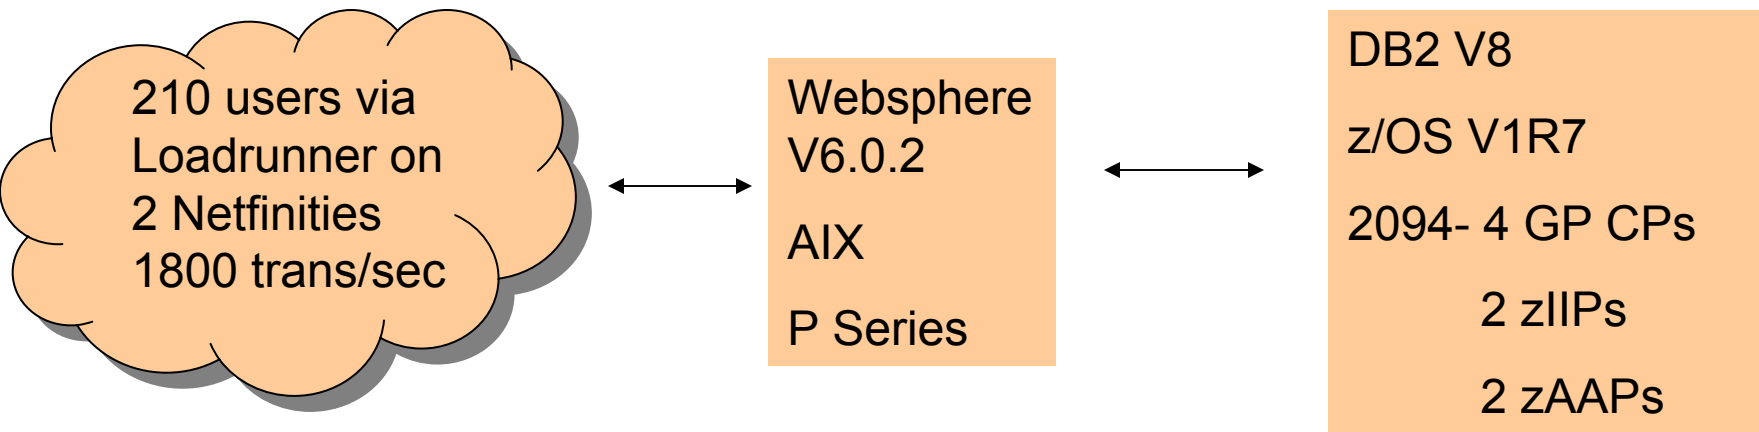 210 users via
Loadrunner on
2 Netfinities
1800 trans/sec
Websphere
V6.0.2
AIX
P Series
DB2 V8
z/OS V1R7
2094- 4 GP CPs
2 zIIPs
2 zAAPs